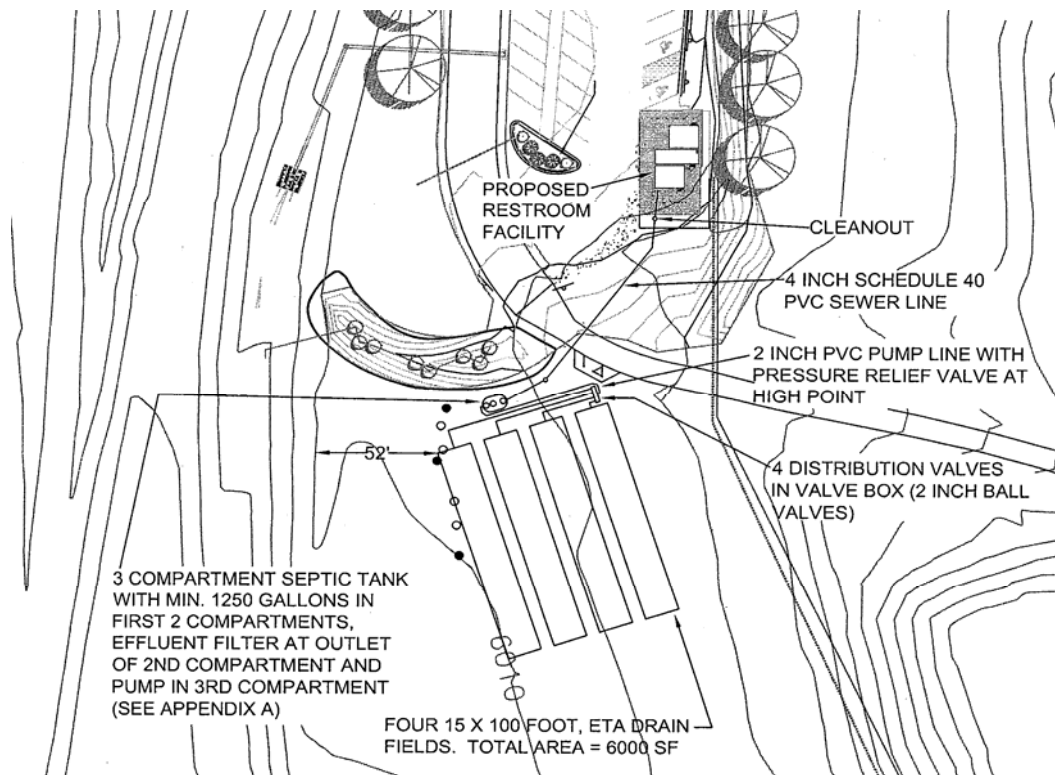 PROPOSED
RESTROOM
FACILITY
CLEANOUT
4 INCH SCHEDULE 40
PVC SEWER LINE
2 INCH PVC PUMP LINE WITH
PRESSURE RELIEF VALVE AT
HIGH POINT
52'
4 DISTRIBUTION VALVES
IN VALVE BOX (2 INCH BALL
VALVES)
3 COMPARTMENT SEPTIC TANK
WITH MIN. 1250 GALLONS IN
FIRST 2 COMPARTMENTS,
EFFLUENT FILTER AT OUTLET
OF 2ND COMPARTMENT AND
PUMP IN 3RD COMPARTMENT
(SEE APPENDIX A)
6010
FOUR 15 X 100 FOOT, ETA DRAIN
FIELDS. TOTAL AREA = 6000 SF